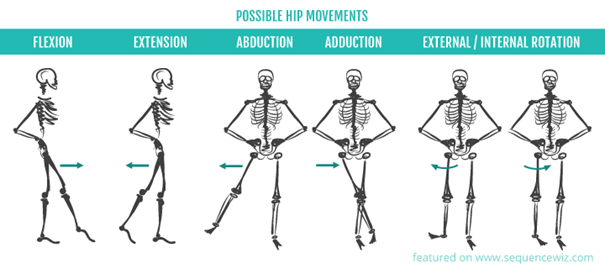 POSSIBLE HIP MOVEMENTS
FLEXION EXTENSION ABDUCTION ADDUCTION EXTERNAL / INTERNAL ROTATION
featured on www.sequencewiz.com